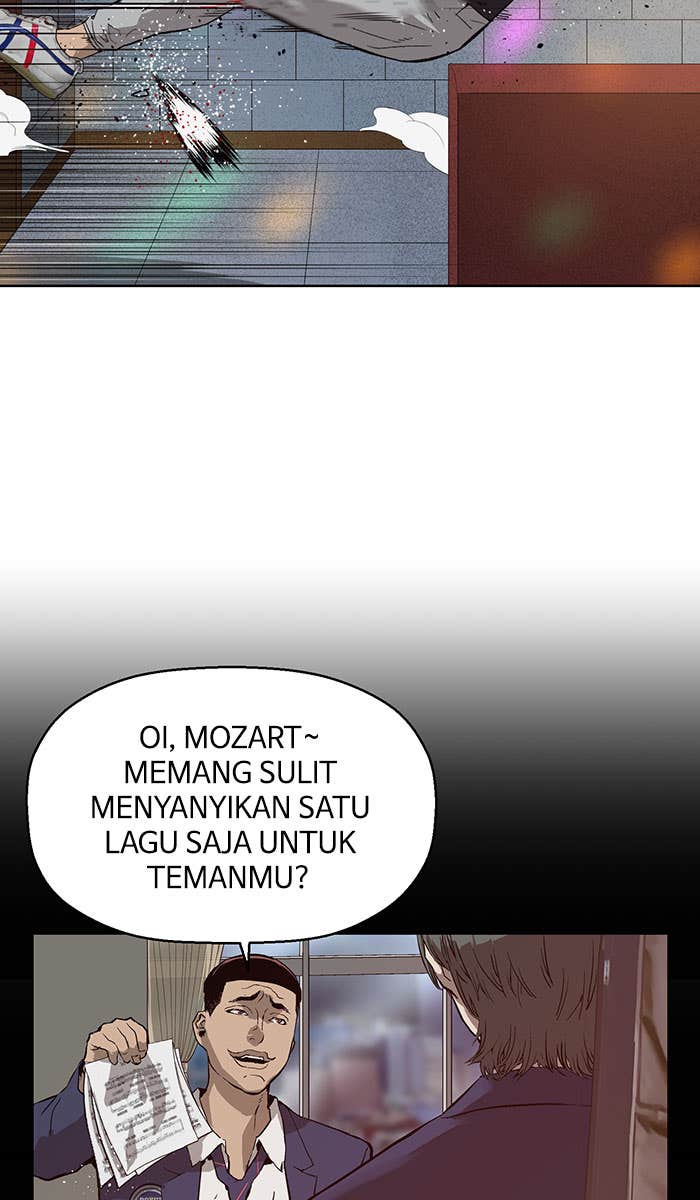 OI, MOZART~
MEMANG SULIT
MENYANYIKAN SATU
LAGU SAJA UNTUK
TEMANMU?